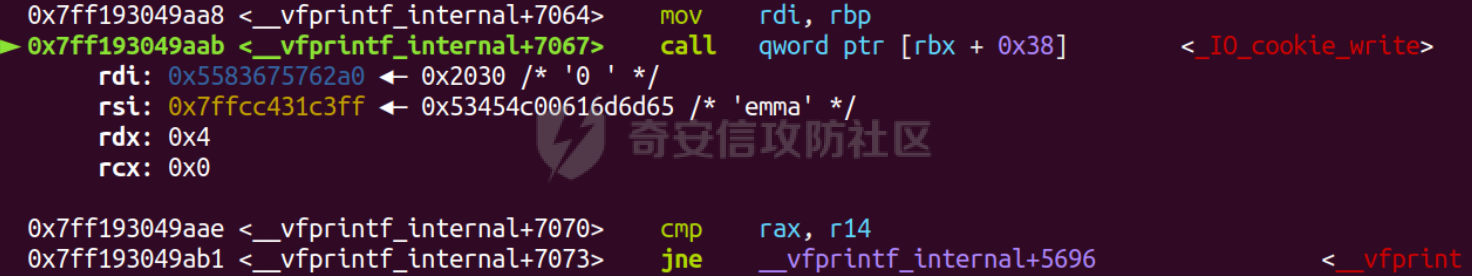 0x7ff193049aa8 <__vfprintf_internal+7064> mov rdi, rbp
► 0x7ff193049aab <__vfprintf_internal+7067> call qword ptr [rbx + 0x38] <_IO_cookie_write>
rdi: 0x5583675762a0 ◂— 0x2030 /* '0 ' */
rsi: 0x7ffcc431c3ff ◂— 0x53454c00616d6d65 /* 'emma' */
rdx: 0x4
rcx: 0x0
奇安信攻防社区
0x7ff193049aae <__vfprintf_internal+7070> cmp rax, r14
0x7ff193049ab1 <__vfprintf_internal+7073> jne __vfprintf_internal+5696 <__vfprint